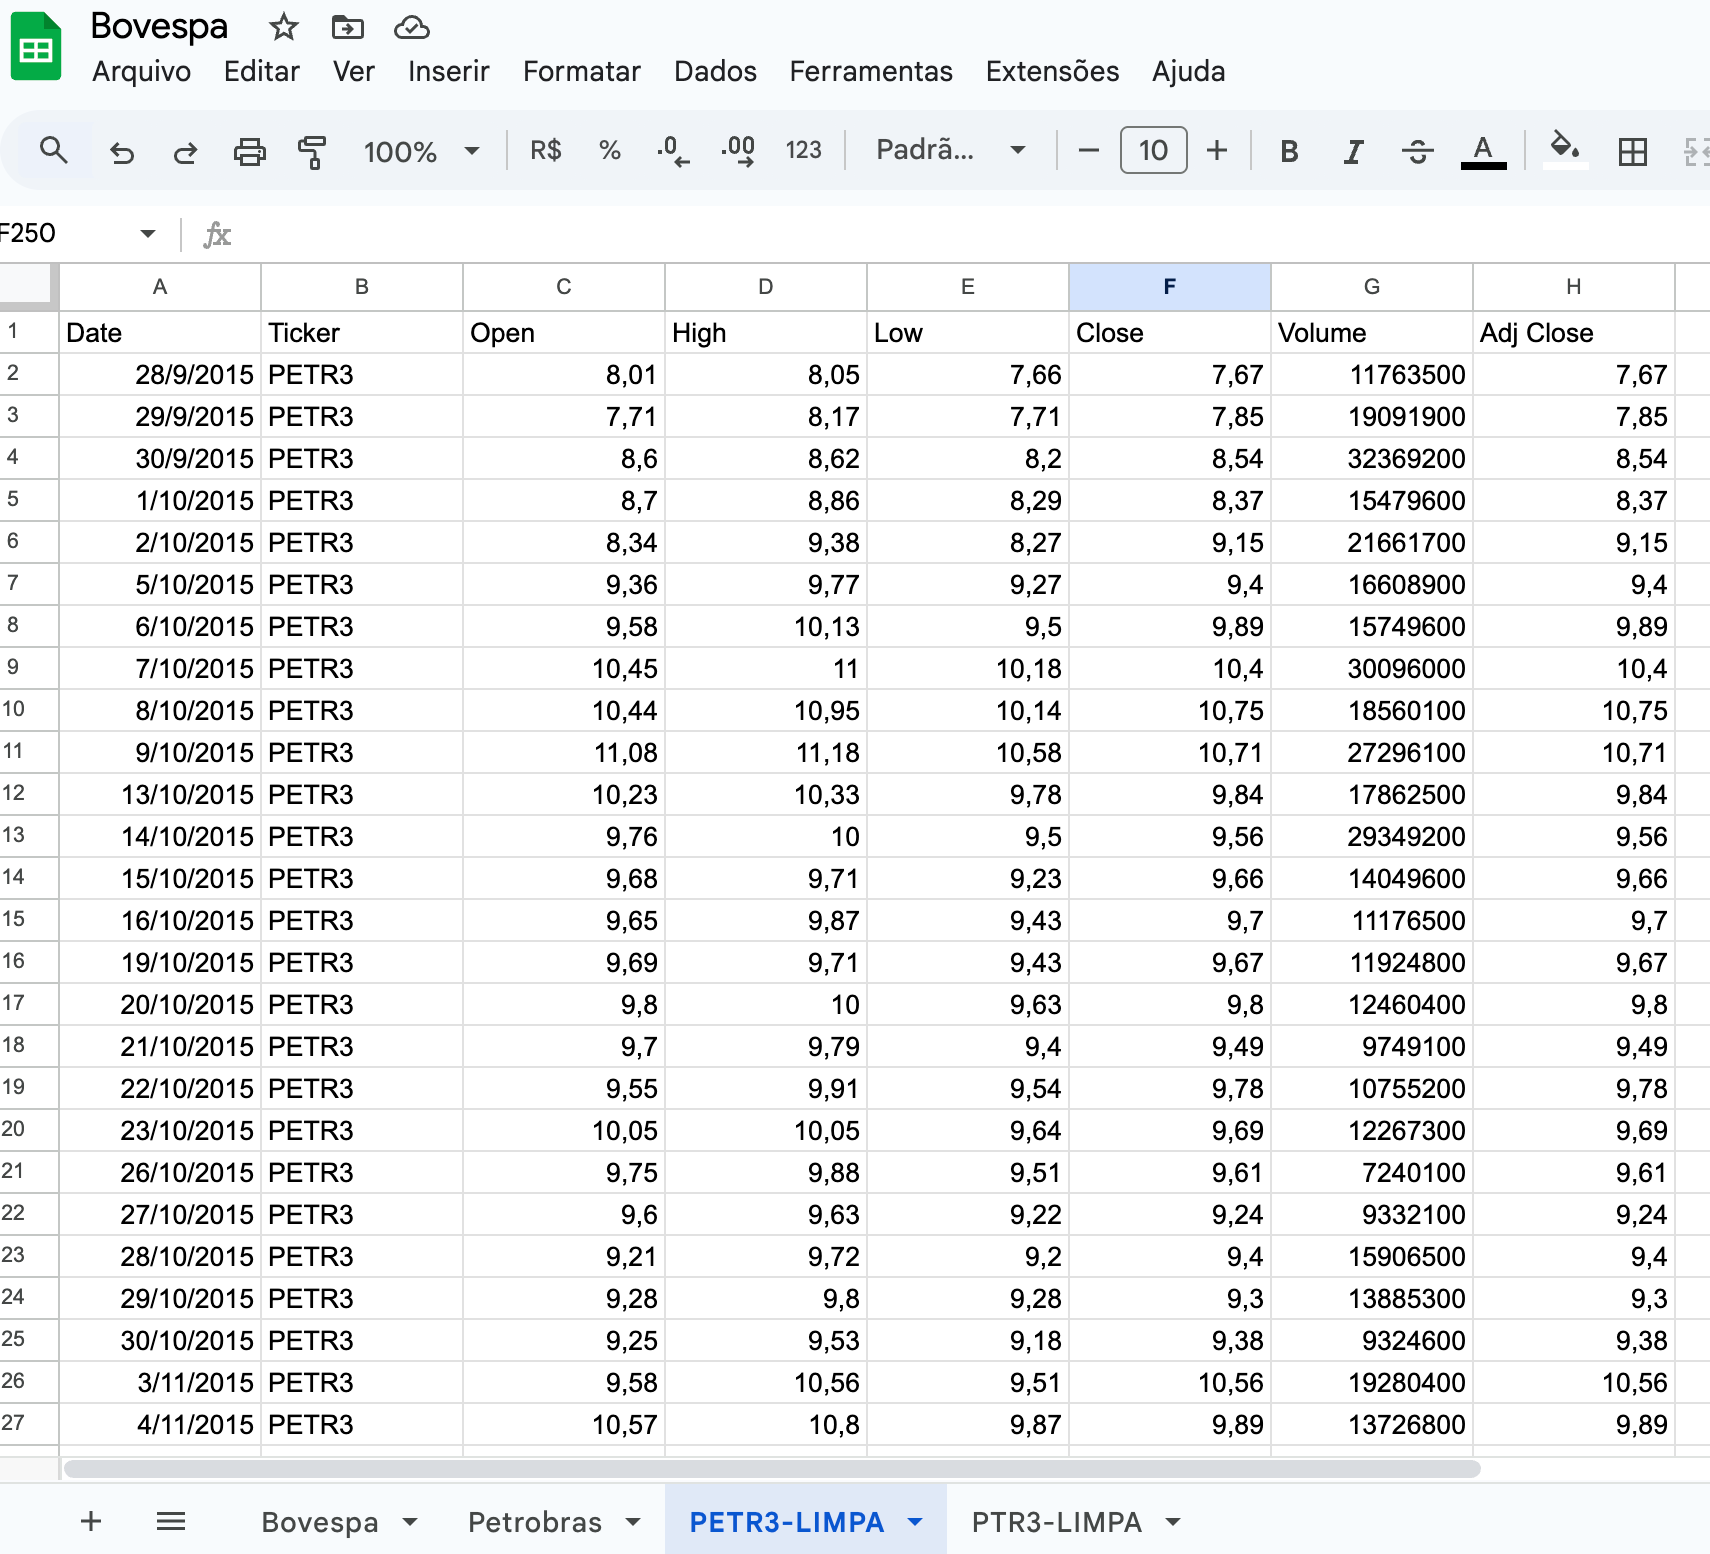 Bovespa
Arquivo Editar Ver Inserir Formatar Dados Ferramentas Extensões Ajuda
100% R$ % .0 .00 123 Padrã... 10 B I S A
F250 fx
A B C D E F G H
1 Date Ticker Open High Low Close Volume Adj Close
2 28/9/2015 PETR3 8,01 8,05 7,66 7,67 11763500 7,67
3 29/9/2015 PETR3 7,71 8,17 7,71 7,85 19091900 7,85
4 30/9/2015 PETR3 8,6 8,62 8,2 8,54 32369200 8,54
5 1/10/2015 PETR3 8,7 8,86 8,29 8,37 15479600 8,37
6 2/10/2015 PETR3 8,34 9,38 8,27 9,15 21661700 9,15
7 5/10/2015 PETR3 9,36 9,77 9,27 9,4 16608900 9,4
8 6/10/2015 PETR3 9,58 10,13 9,5 9,89 15749600 9,89
9 7/10/2015 PETR3 10,45 11 10,18 10,4 30096000 10,4
10 8/10/2015 PETR3 10,44 10,95 10,14 10,75 18560100 10,75
11 9/10/2015 PETR3 11,08 11,18 10,58 10,71 27296100 10,71
12 13/10/2015 PETR3 10,23 10,33 9,78 9,84 17862500 9,84
13 14/10/2015 PETR3 9,76 10 9,5 9,56 29349200 9,56
14 15/10/2015 PETR3 9,68 9,71 9,23 9,66 14049600 9,66
15 16/10/2015 PETR3 9,65 9,87 9,43 9,7 11176500 9,7
16 19/10/2015 PETR3 9,69 9,71 9,43 9,67 11924800 9,67
17 20/10/2015 PETR3 9,8 10 9,63 9,8 12460400 9,8
18 21/10/2015 PETR3 9,7 9,79 9,4 9,49 9749100 9,49
19 22/10/2015 PETR3 9,55 9,91 9,54 9,78 10755200 9,78
20 23/10/2015 PETR3 10,05 10,05 9,64 9,69 12267300 9,69
21 26/10/2015 PETR3 9,75 9,88 9,51 9,61 7240100 9,61
22 27/10/2015 PETR3 9,6 9,63 9,22 9,24 9332100 9,24
23 28/10/2015 PETR3 9,21 9,72 9,2 9,4 15906500 9,4
24 29/10/2015 PETR3 9,28 9,8 9,28 9,3 13885300 9,3
25 30/10/2015 PETR3 9,25 9,53 9,18 9,38 9324600 9,38
26 3/11/2015 PETR3 9,58 10,56 9,51 10,56 19280400 10,56
27 4/11/2015 PETR3 10,57 10,8 9,87 9,89 13726800 9,89
Bovespa Petrobras PETR3-LIMPA PTR3-LIMPA